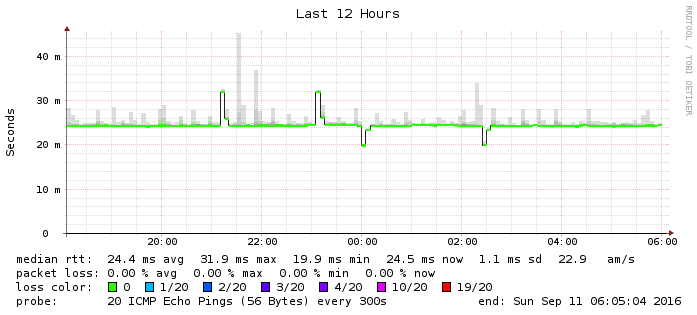 Last 12 Hours
RRDTOOL / TOBI OETIKER
Seconds
40 m
30 m
20 m
10 m
0
20:00 22:00 00:00 02:00 04:00 06:00
median rtt: 24.4 ms avg 31.9 ms max 19.9 ms min 24.5 ms now 1.1 ms sd 22.9 am/s
packet loss: 0.00 % avg 0.00 % max 0.00 % min 0.00 % now
loss color: 0 1/20 2/20 3/20 4/20 10/20 19/20
probe: 20 ICMP Echo Pings (56 Bytes) every 300s end: Sun Sep 11 06:05:04 2016